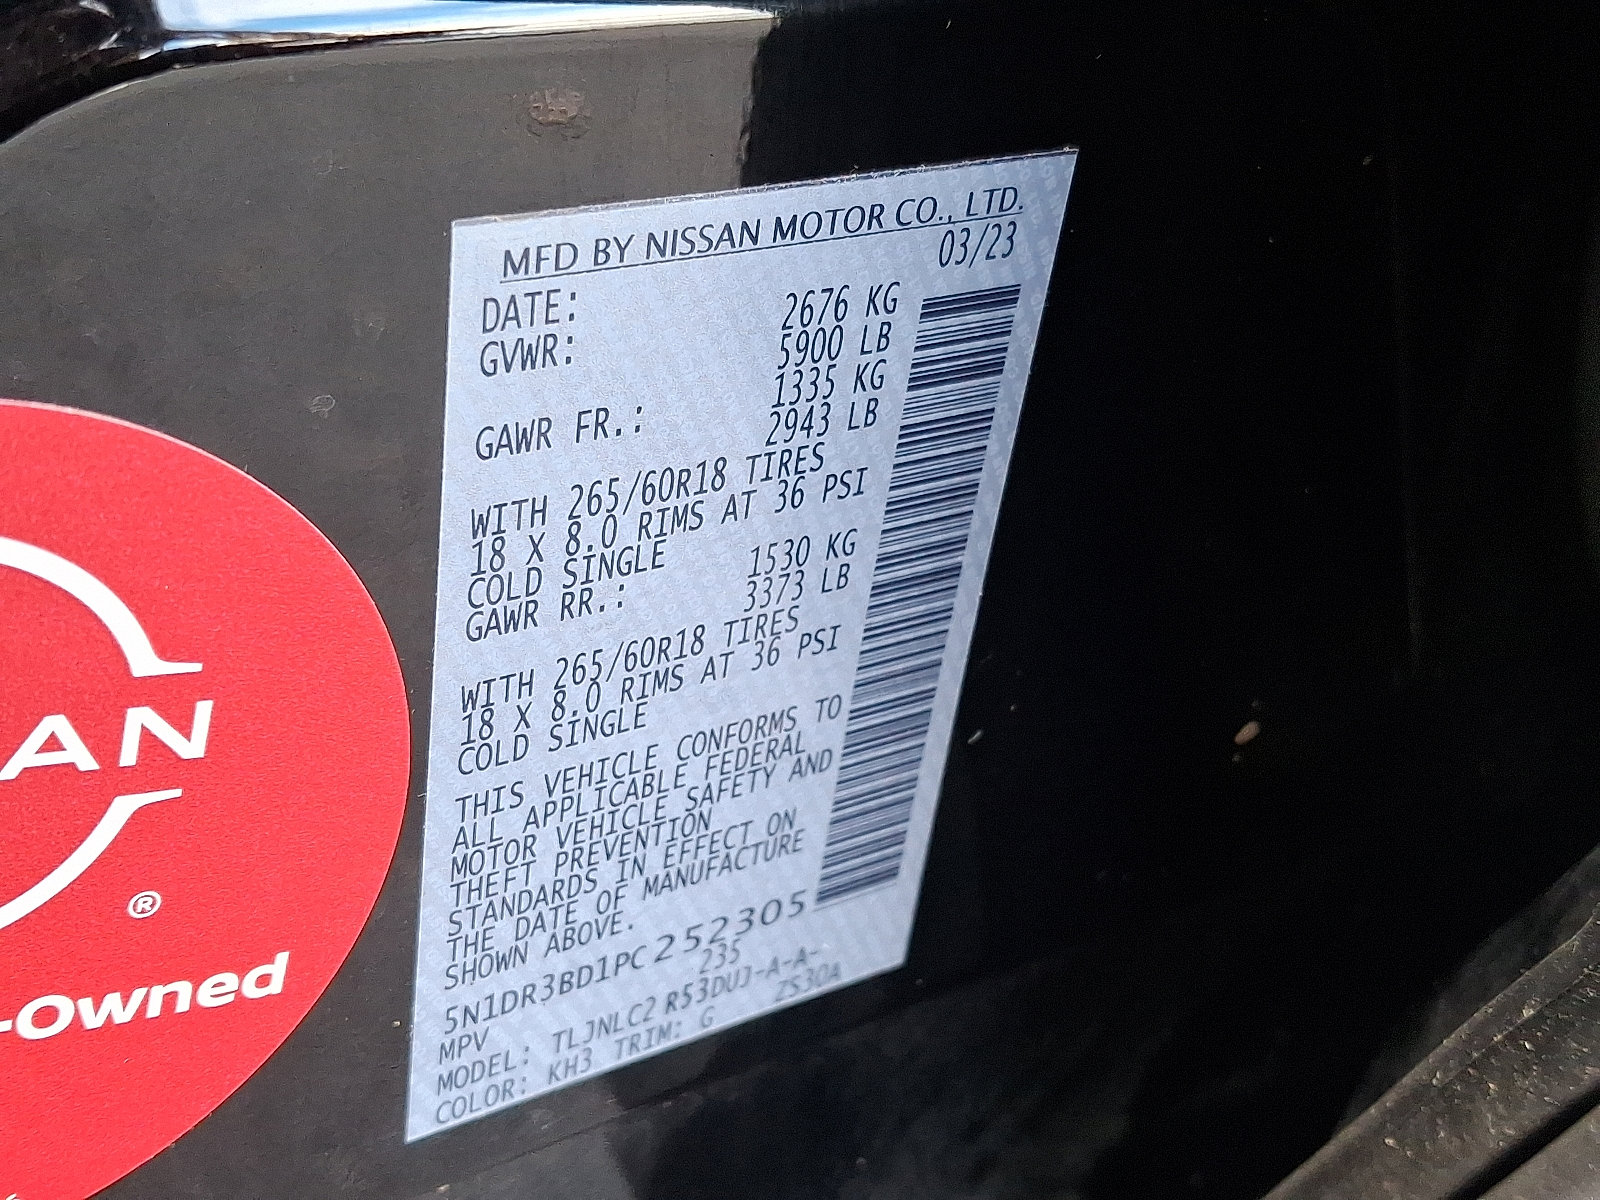 MFD BY NISSAN MOTOR CO., LTD.
DATE: 03/23
GVWR: 2676 KG
5900 LB
GAWR FR.: 1335 KG
2943 LB
WITH 265/60R18 TIRES
18 X 8.0 RIMS AT 36 PSI
COLD SINGLE
GAWR RR.: 1530 KG
3373 LB
WITH 265/60R18 TIRES
18 X 8.0 RIMS AT 36 PSI
COLD SINGLE
THIS VEHICLE CONFORMS TO
ALL APPLICABLE FEDERAL
MOTOR VEHICLE SAFETY AND
THEFT PREVENTION
STANDARDS IN EFFECT ON
THE DATE OF MANUFACTURE
SHOWN ABOVE.
5N1DR3BD1PC252305
MPV 235
MODEL: TLJNLC2 R53DUJ-A-A-
COLOR: KH3 TRIM: G ZS30A
AN
®
-Owned